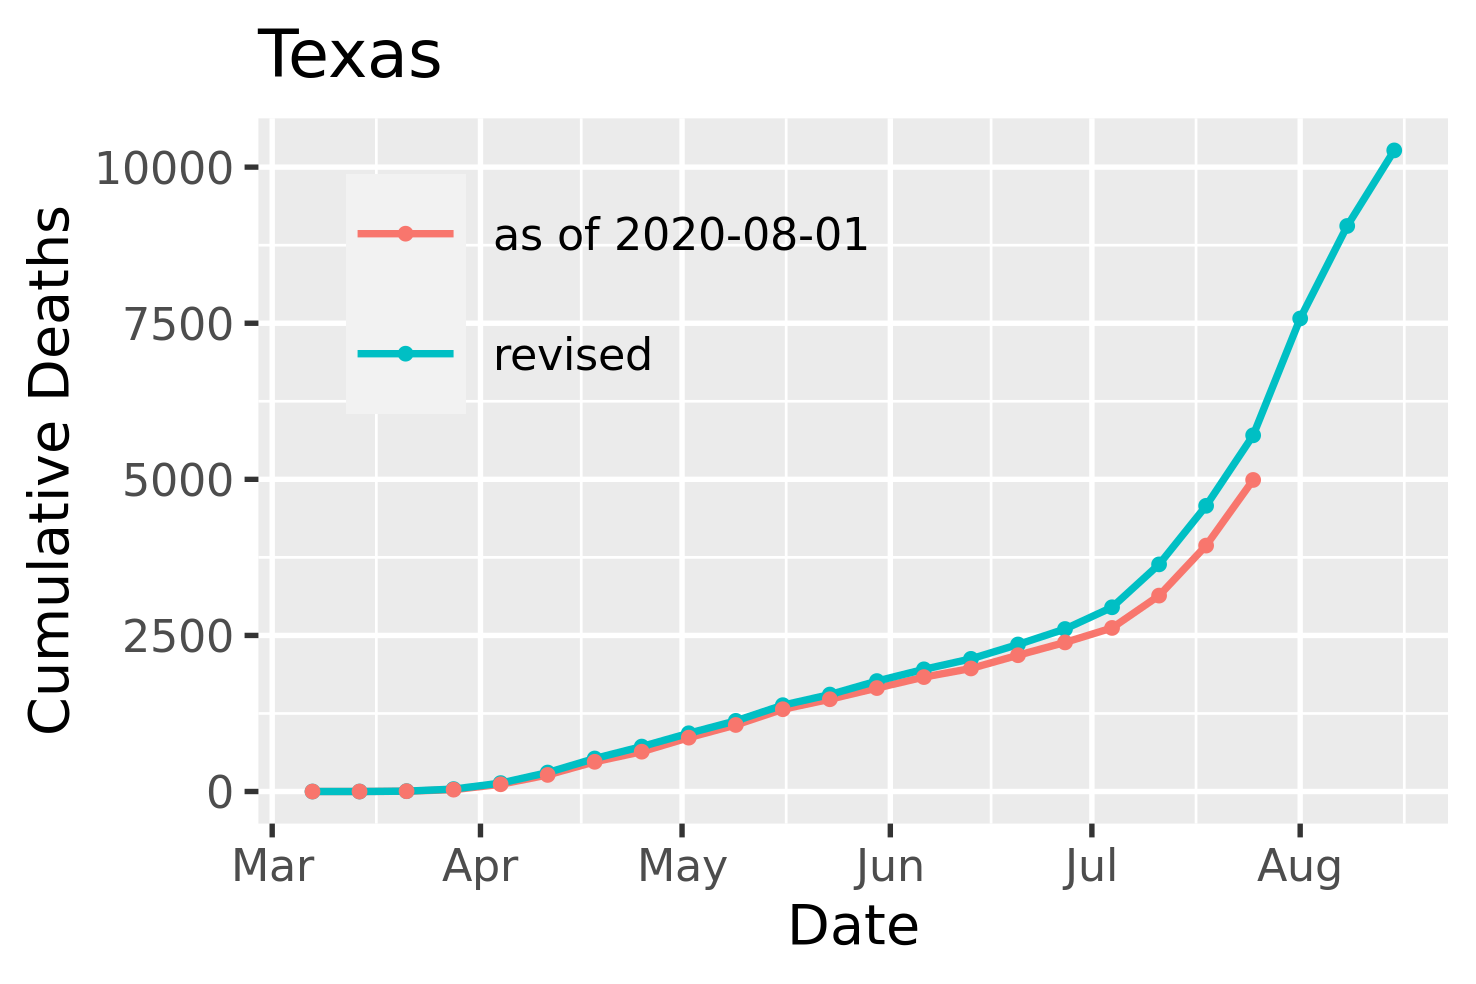 Texas
Cumulative Deaths
10000
7500
5000
2500
0
as of 2020-08-01
revised
Mar Apr May Jun Jul Aug
Date